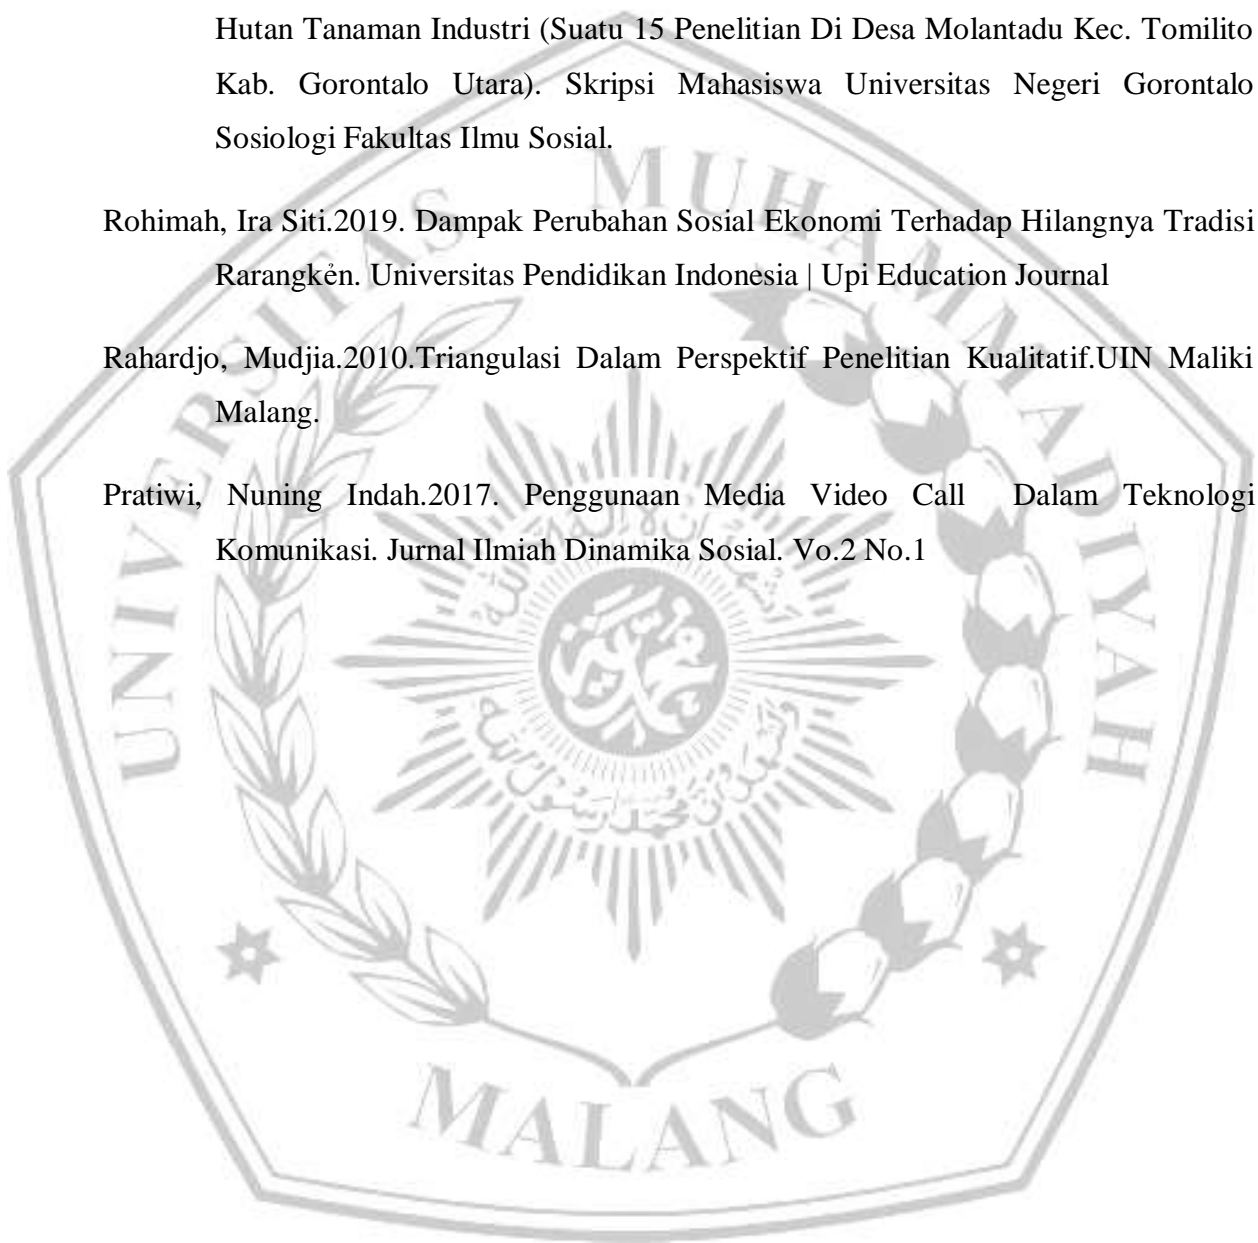 Hutan Tanaman Industri (Suatu 15 Penelitian Di Desa Molantadu Kec. Tomilito
Kab. Gorontalo Utara). Skripsi Mahasiswa Universitas Negeri Gorontalo
Sosiologi Fakultas Ilmu Sosial.
Rohimah, Ira Siti.2019. Dampak Perubahan Sosial Ekonomi Terhadap Hilangnya Tradisi
Rarangkẻn. Universitas Pendidikan Indonesia | Upi Education Journal
Rahardjo, Mudjia.2010.Triangulasi Dalam Perspektif Penelitian Kualitatif.UIN Maliki
Malang.
Pratiwi, Nuning Indah.2017. Penggunaan Media Video Call Dalam Teknologi
Komunikasi. Jurnal Ilmiah Dinamika Sosial. Vo.2 No.1
UNIVERSITAS MUHAMMADIYAH
MALANG